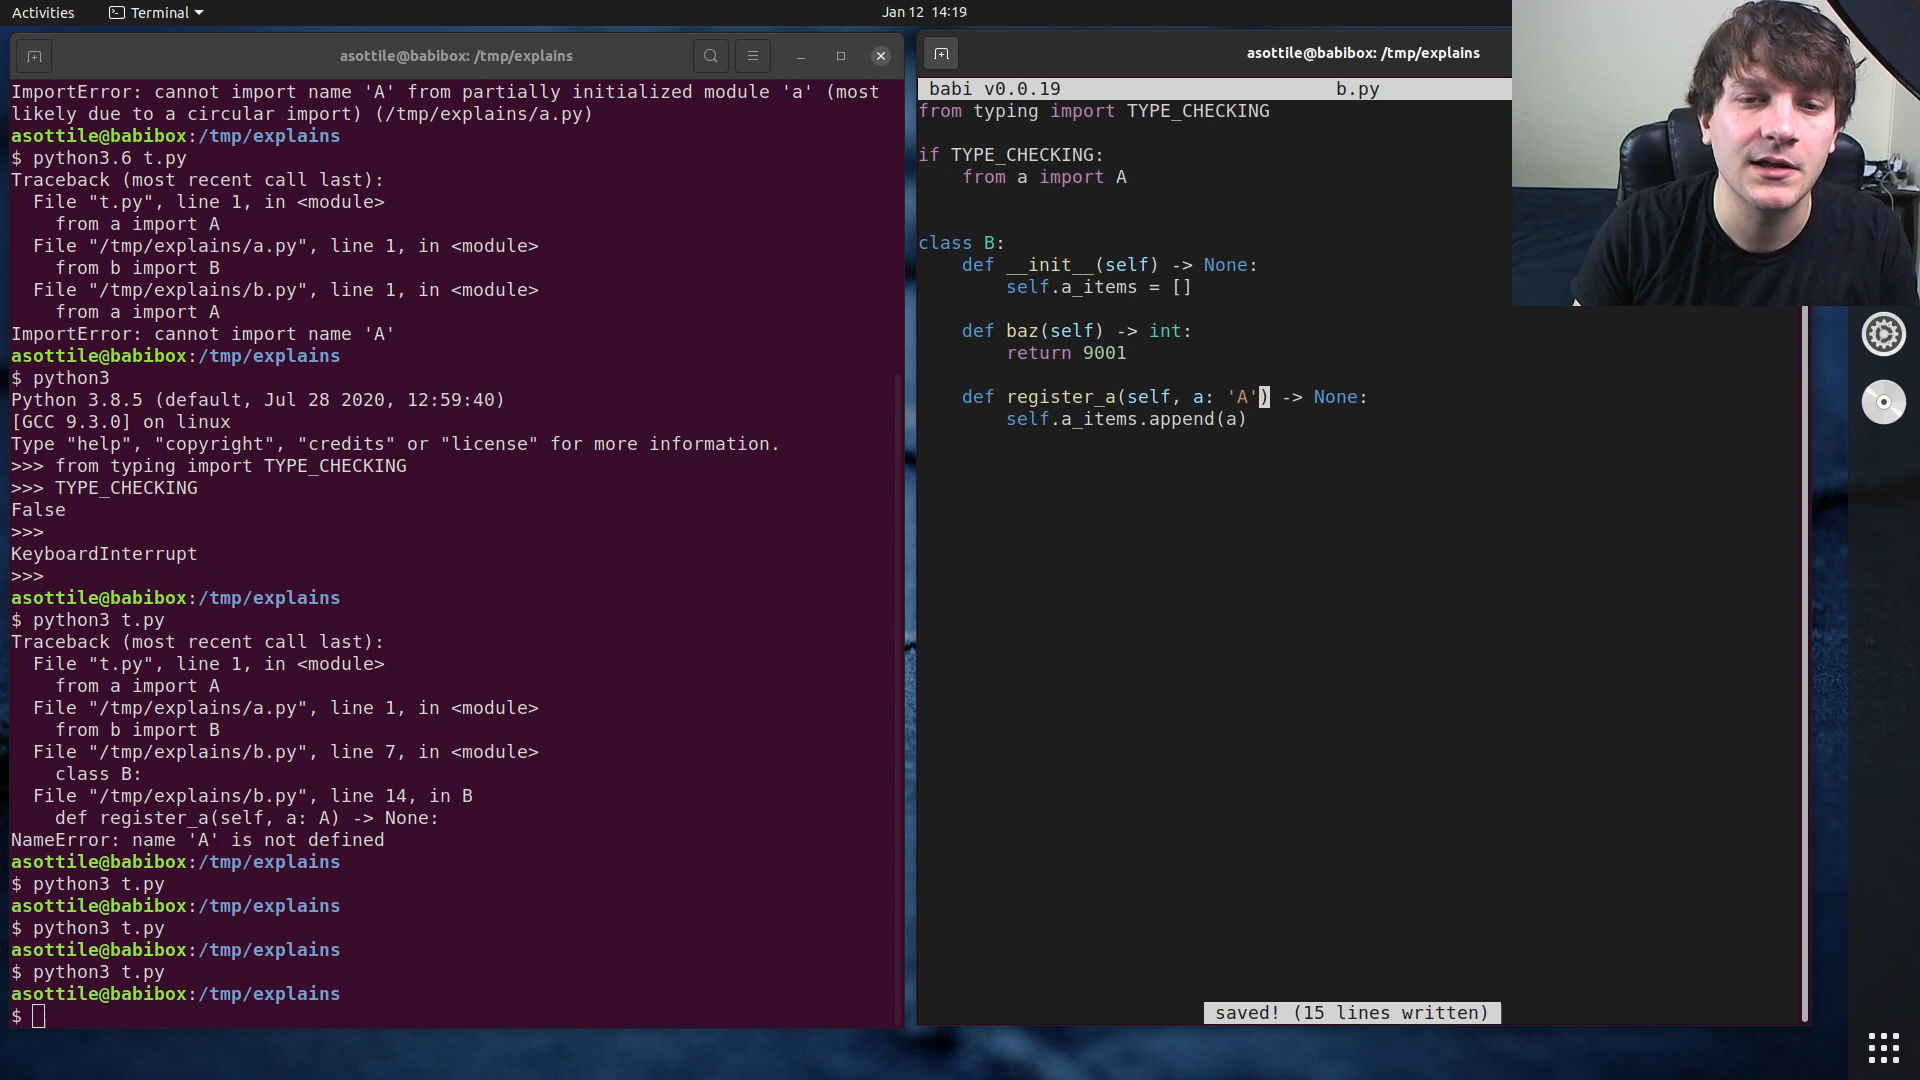 Activities
Terminal
Jan 12 14:19
asottile@babibox: /tmp/explains
ImportError: cannot import name 'A' from partially initialized module 'a' (most
likely due to a circular import) (/tmp/explains/a.py)
asottile@babibox:/tmp/explains
$ python3.6 t.py
Traceback (most recent call last):
  File "t.py", line 1, in <module>
    from a import A
  File "/tmp/explains/a.py", line 1, in <module>
    from b import B
  File "/tmp/explains/b.py", line 1, in <module>
    from a import A
ImportError: cannot import name 'A'
asottile@babibox:/tmp/explains
$ python3
Python 3.8.5 (default, Jul 28 2020, 12:59:40)
[GCC 9.3.0] on linux
Type "help", "copyright", "credits" or "license" for more information.
>>> from typing import TYPE_CHECKING
>>> TYPE_CHECKING
False
>>>
KeyboardInterrupt
>>>
asottile@babibox:/tmp/explains
$ python3 t.py
Traceback (most recent call last):
  File "t.py", line 1, in <module>
    from a import A
  File "/tmp/explains/a.py", line 1, in <module>
    from b import B
  File "/tmp/explains/b.py", line 7, in <module>
    class B:
  File "/tmp/explains/b.py", line 14, in B
    def register_a(self, a: A) -> None:
NameError: name 'A' is not defined
asottile@babibox:/tmp/explains
$ python3 t.py
asottile@babibox:/tmp/explains
$ python3 t.py
asottile@babibox:/tmp/explains
$ python3 t.py
asottile@babibox:/tmp/explains
$
asottile@babibox: /tmp/explains
babi v0.0.19 b.py
from typing import TYPE_CHECKING
if TYPE_CHECKING:
    from a import A
class B:
    def __init__(self) -> None:
        self.a_items = []
    def baz(self) -> int:
        return 9001
    def register_a(self, a: 'A') -> None:
        self.a_items.append(a)
saved! (15 lines written)